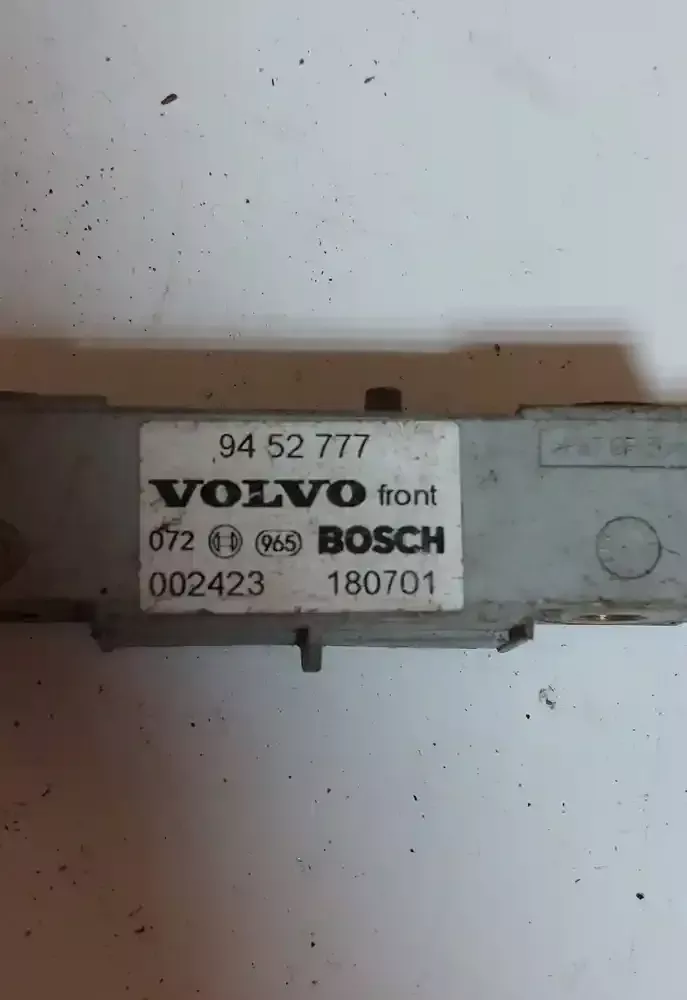 94 52 777
VOLVO front
072 965 BOSCH
002423 180701